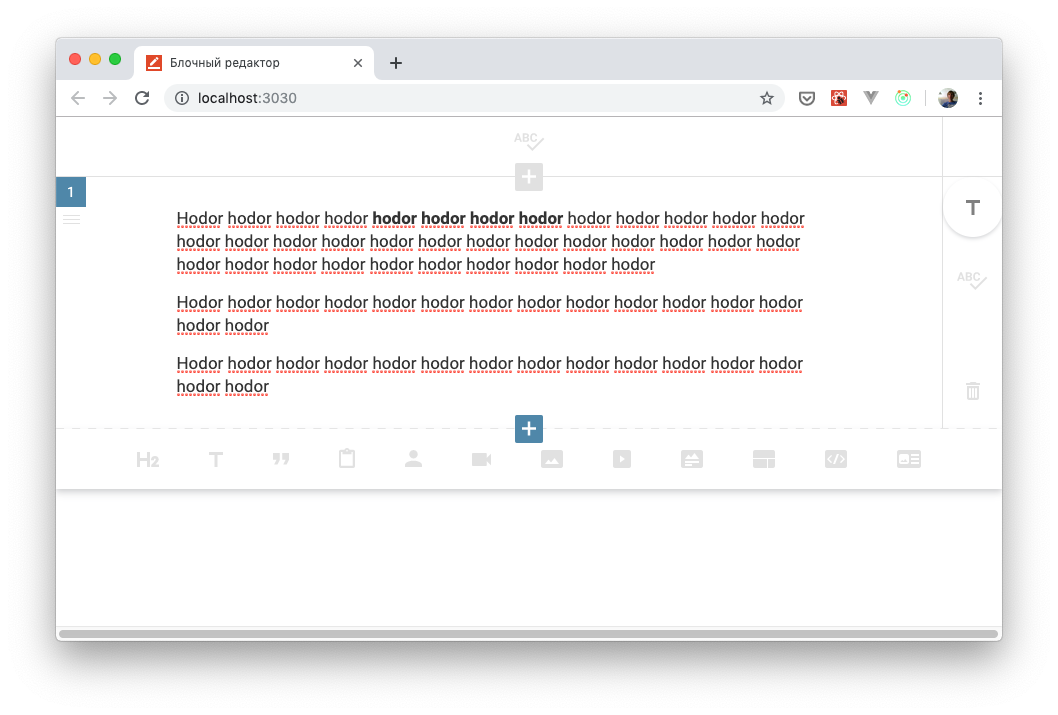 Блочный редактор
localhost:3030
ABC
1
T
Hodor hodor hodor hodor hodor hodor hodor hodor hodor hodor hodor hodor hodor
hodor hodor hodor hodor hodor hodor hodor hodor hodor hodor hodor hodor hodor
hodor hodor hodor hodor hodor hodor hodor hodor hodor hodor
ABC
Hodor hodor hodor hodor hodor hodor hodor hodor hodor hodor hodor hodor hodor
hodor hodor
Hodor hodor hodor hodor hodor hodor hodor hodor hodor hodor hodor hodor hodor
hodor hodor
H2 T